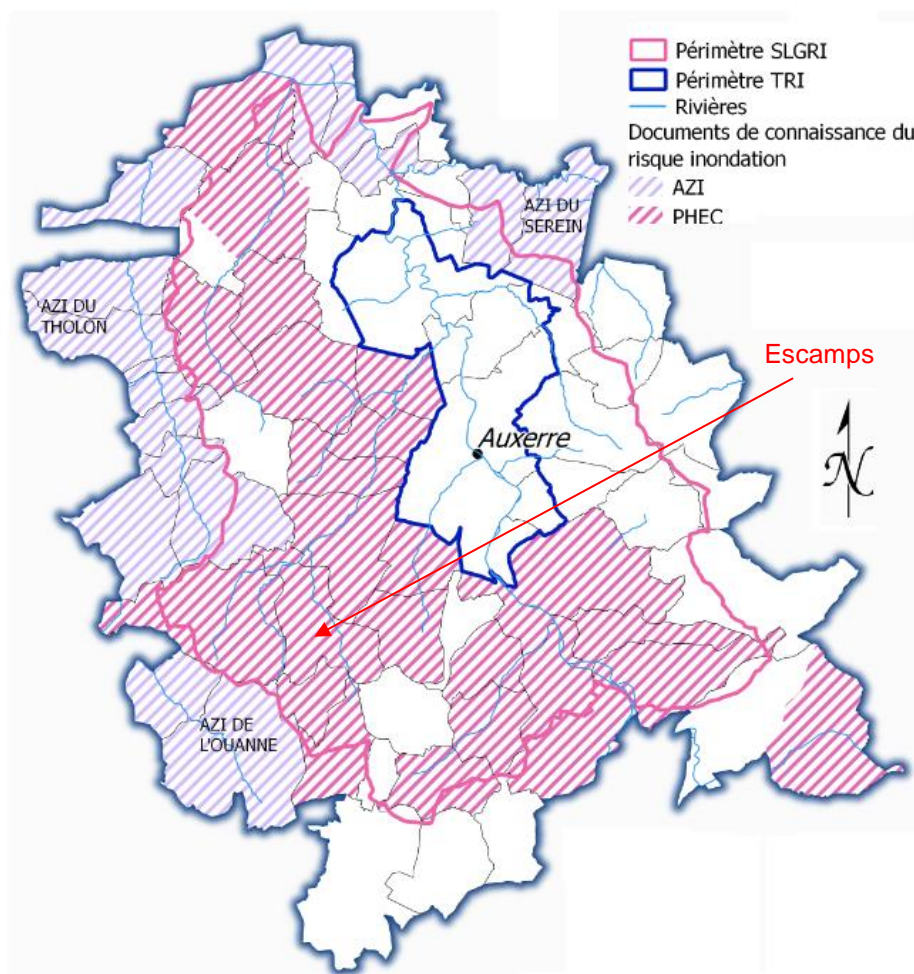 Périmètre SLGRI
Périmètre TRI
Rivières
Documents de connaissance du
risque inondation
AZI
PHEC
AZI DU
SEREIN
AZI DU
THOLON
Escamps
Auxerre
N
AZI DE
L'OUANNE